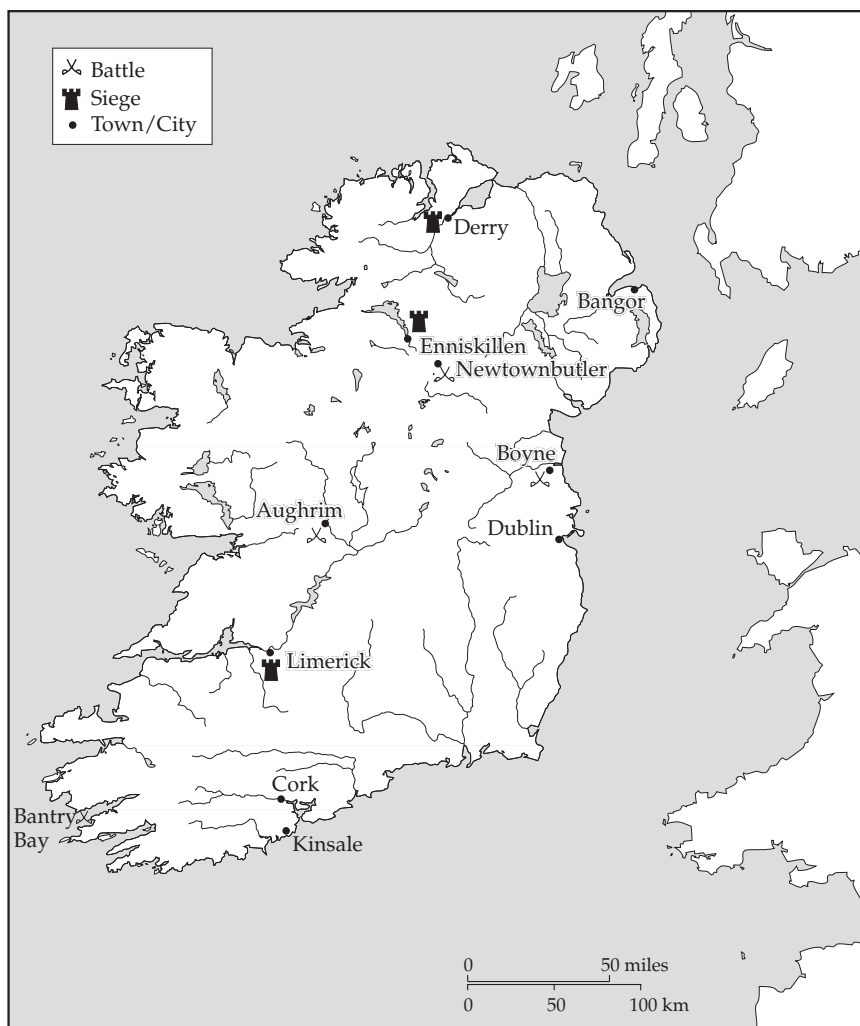 Battle
Siege
Town/City
Derry
Bangor
Enniskillen
Newtownbutler
Boyne
Aughrim
Dublin
Limerick
Cork
Bantry
Bay
Kinsale
0 50 miles
0 50 100 km